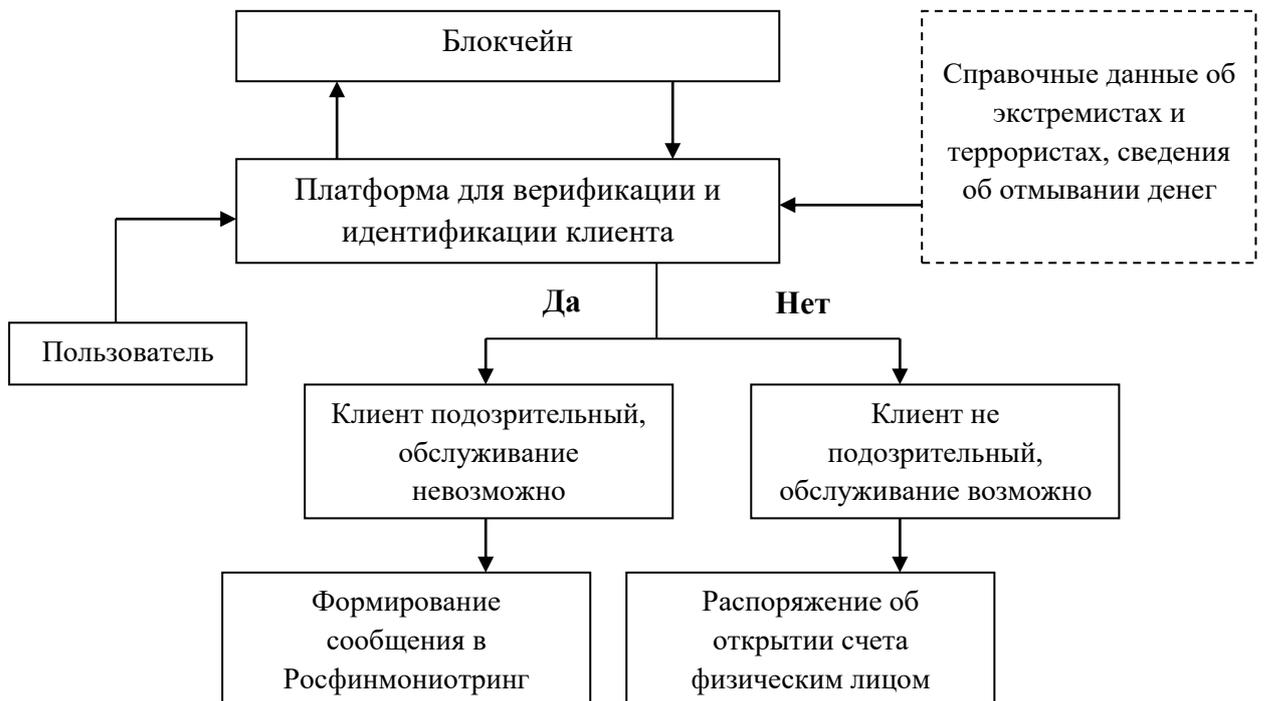 Блокчейн
Справочные данные об
экстремистах и
террористах, сведения
об отмывании денег
Платформа для верификации и
идентификации клиента
Да
Нет
Пользователь
Клиент подозрительный,
обслуживание
невозможно
Клиент не
подозрительный,
обслуживание возможно
Формирование
сообщения в
Росфинмониотринг
Распоряжение об
открытии счета
физическим лицом